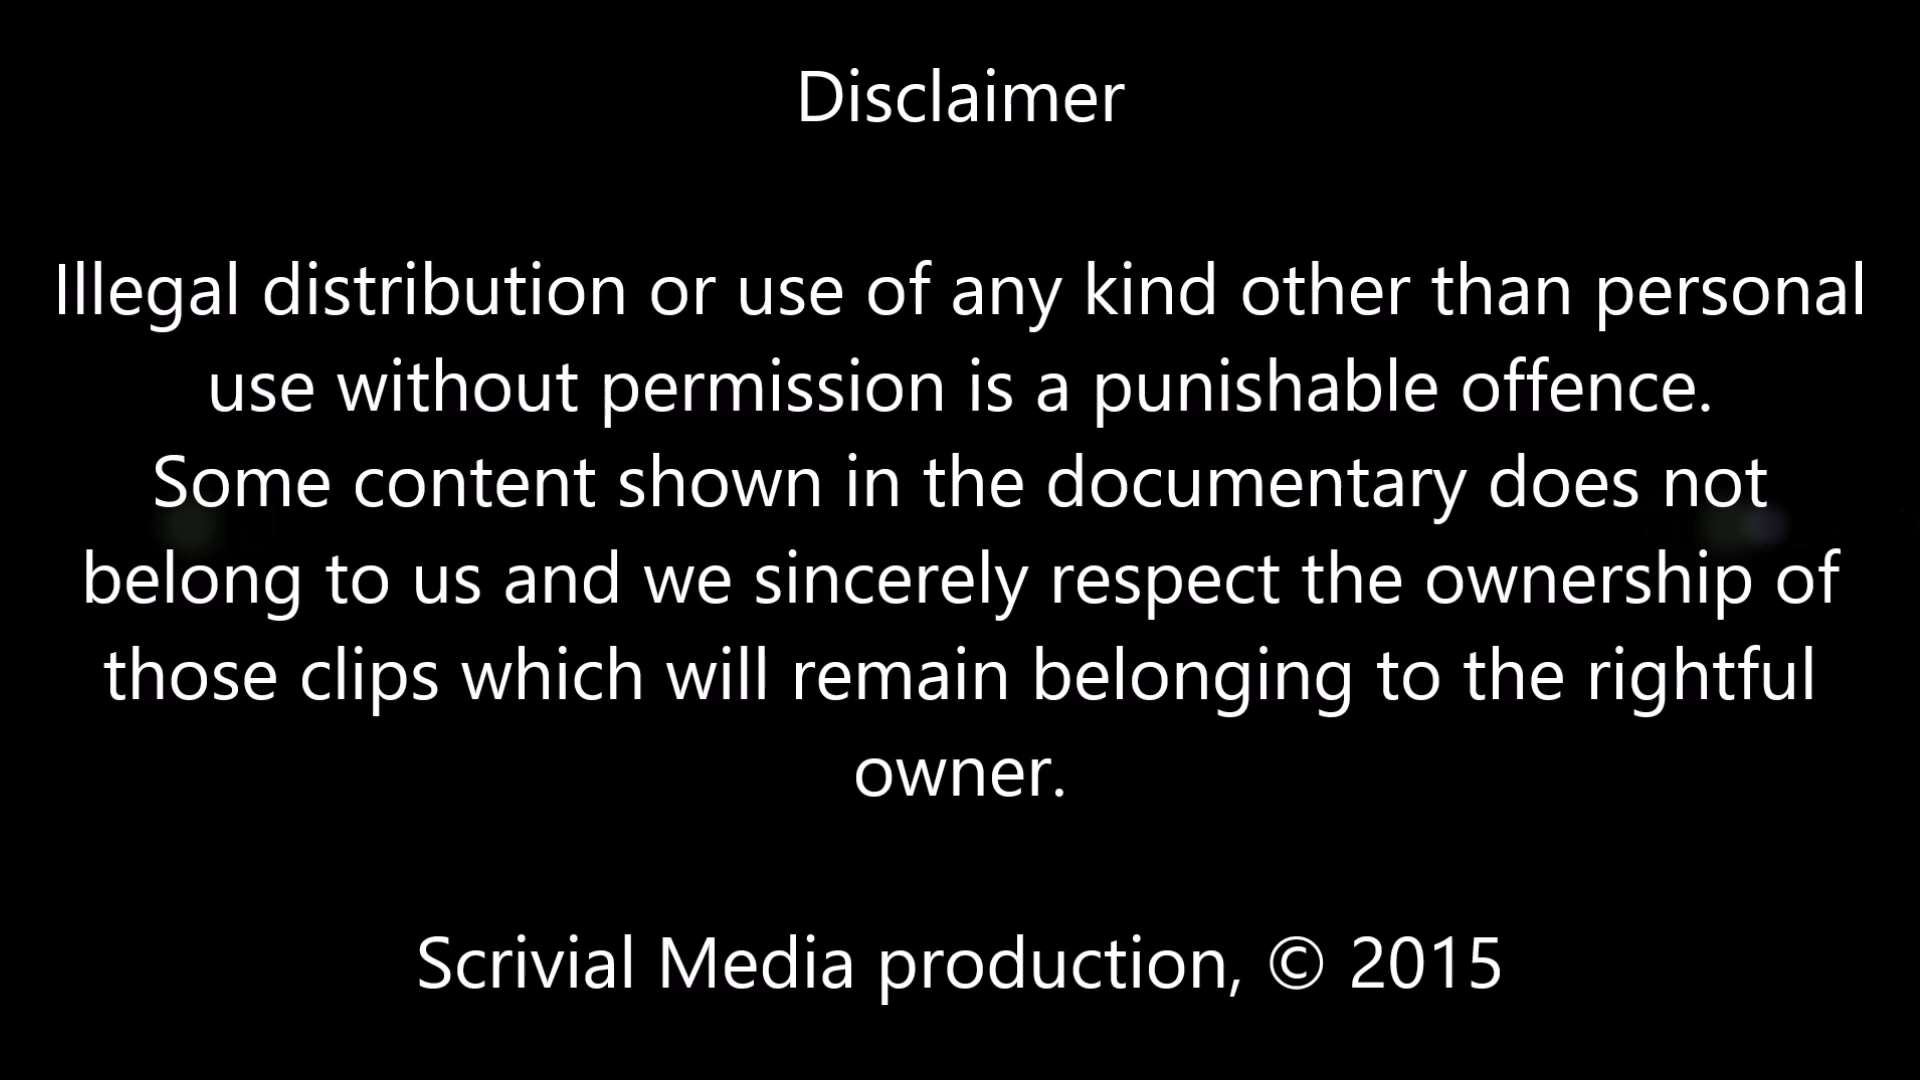 Disclaimer
Illegal distribution or use of any kind other than personal
use without permission is a punishable offence.
Some content shown in the documentary does not
belong to us and we sincerely respect the ownership of
those clips which will remain belonging to the rightful
owner.
Scrivial Media production, © 2015